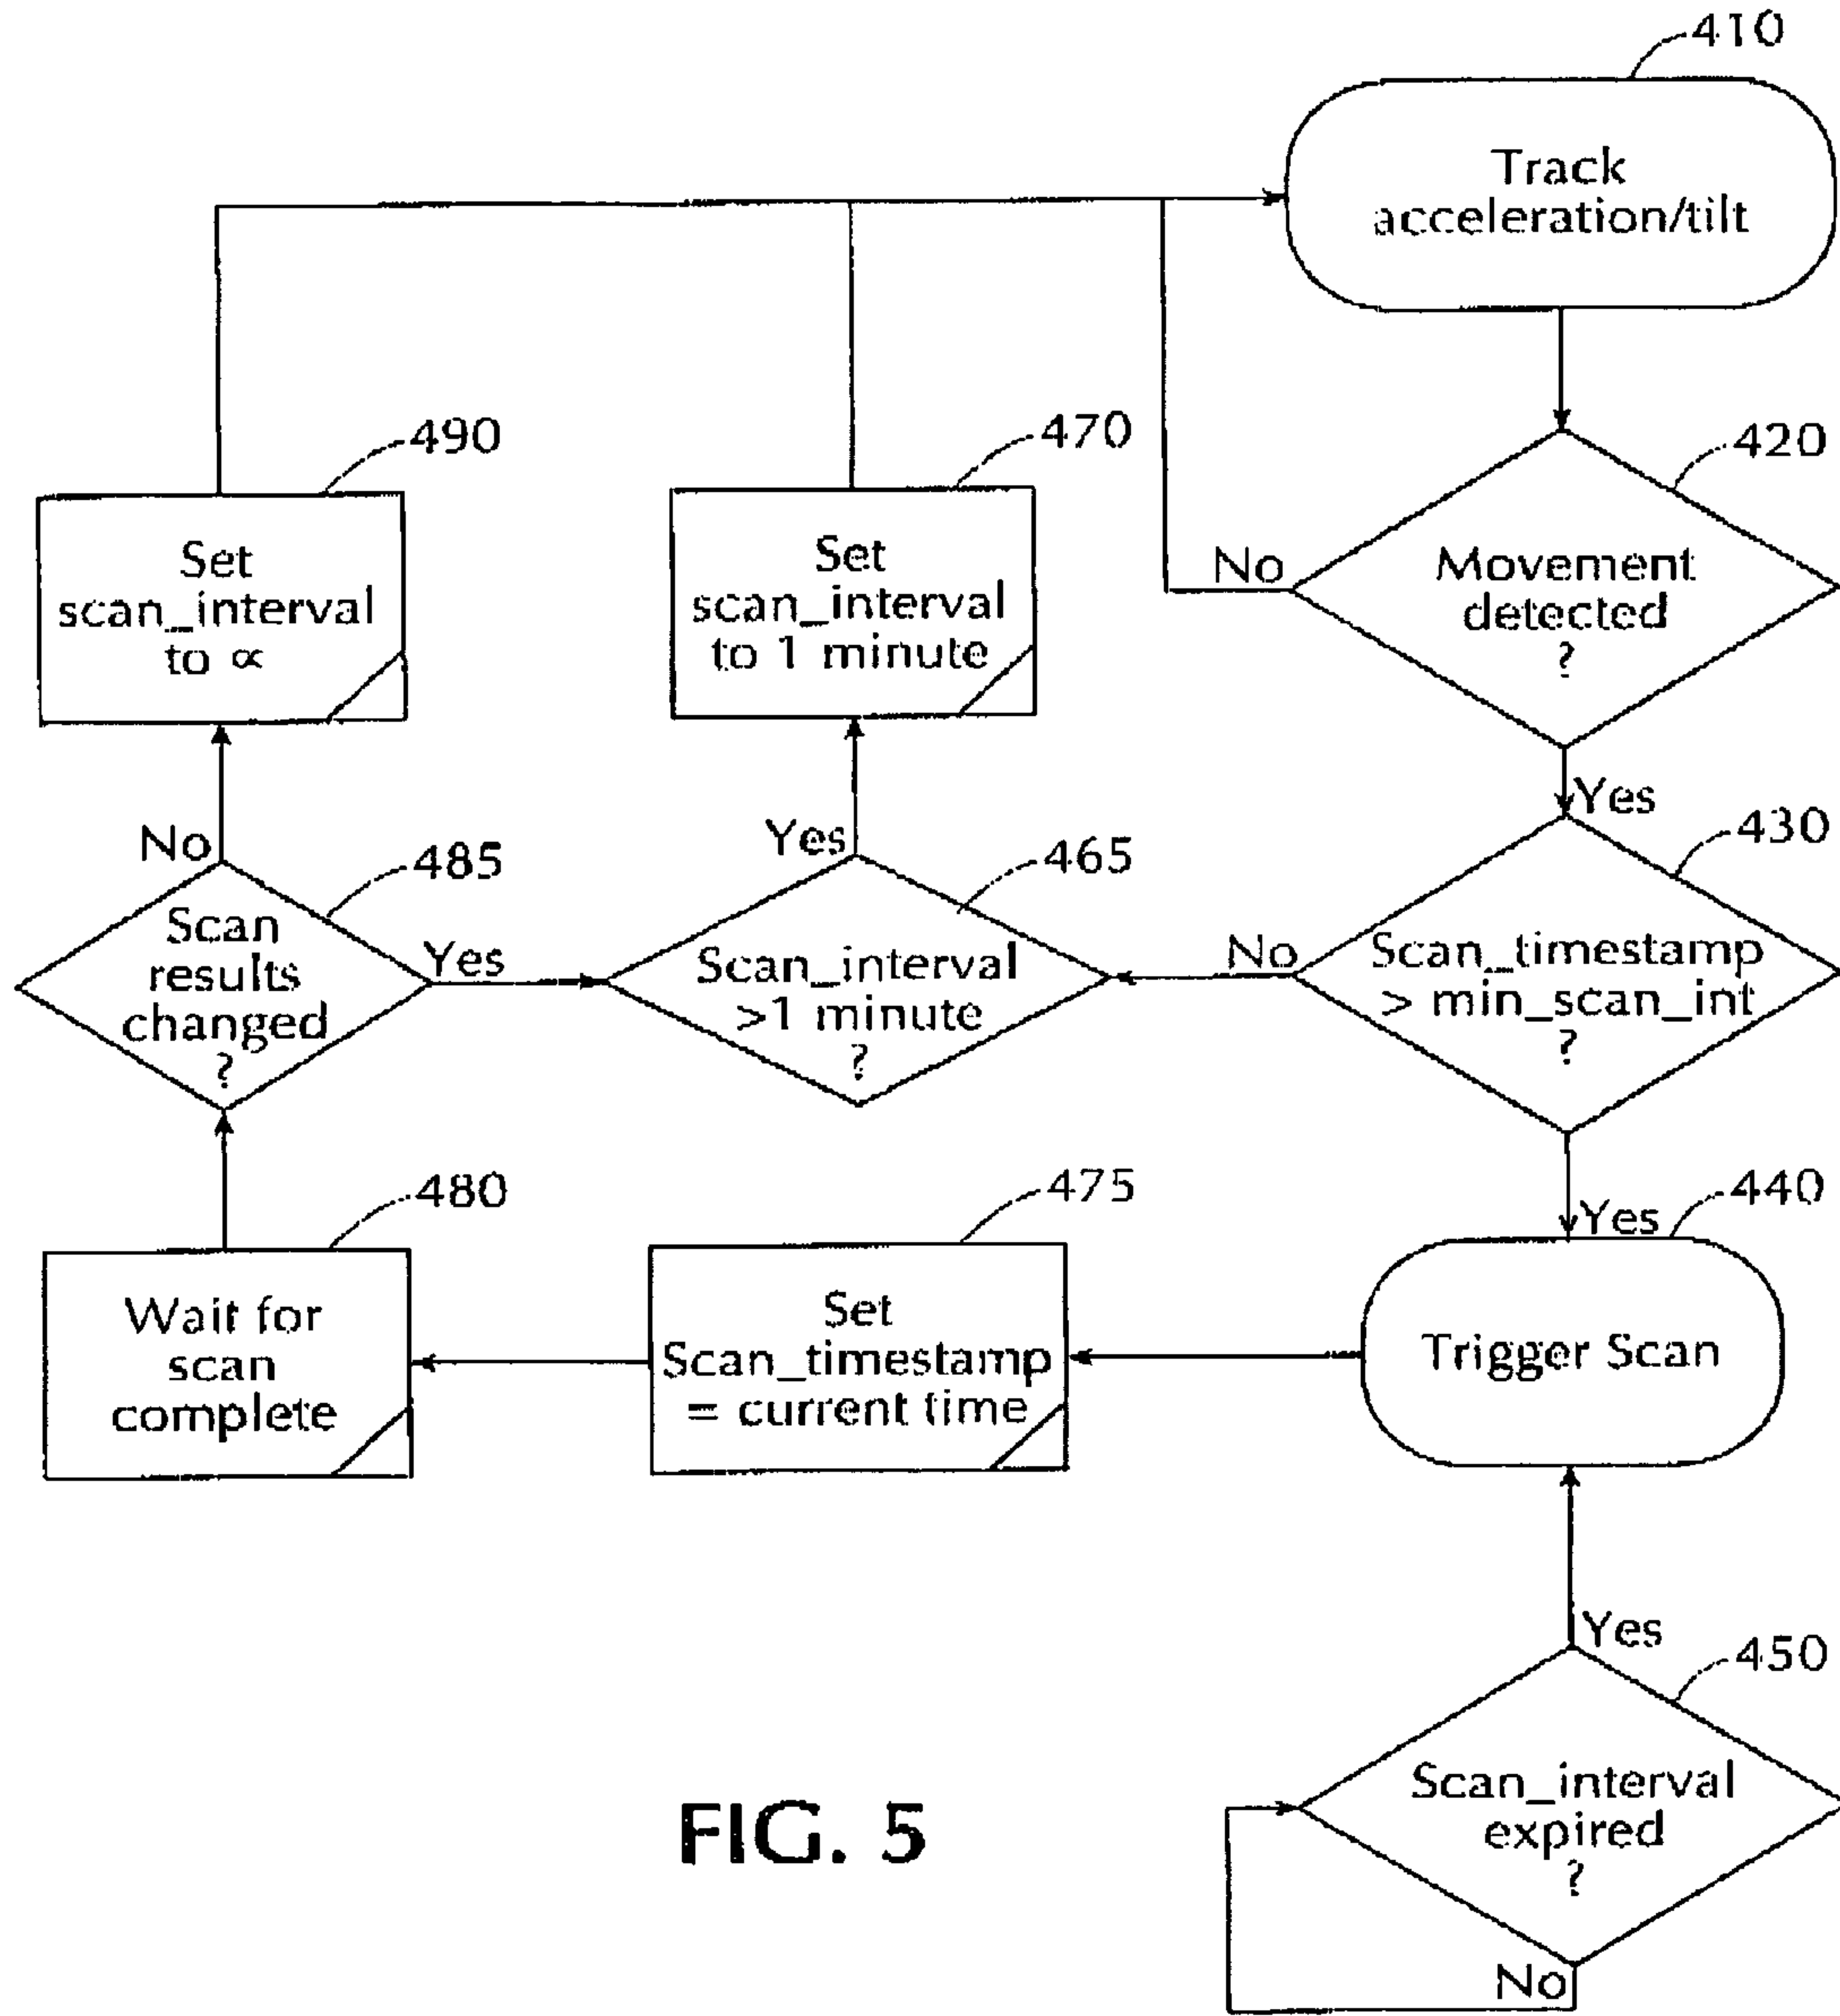 410
Track
acceleration/tilt
490
470
420
Set
scan_interval
to ∝
Set
scan_interval
to 1 minute
No
Movement
detected
?
Yes
No
485
Yes
465
430
Scan
results
changed
?
Yes
Scan_interval
>1 minute
?
No
Scan_timestamp
> min_scan_int
?
480
475
Yes
440
Wait for
scan
complete
Set
Scan_timestamp
= current time
Trigger Scan
Yes
450
Scan_interval
expired
?
No
FIG. 5